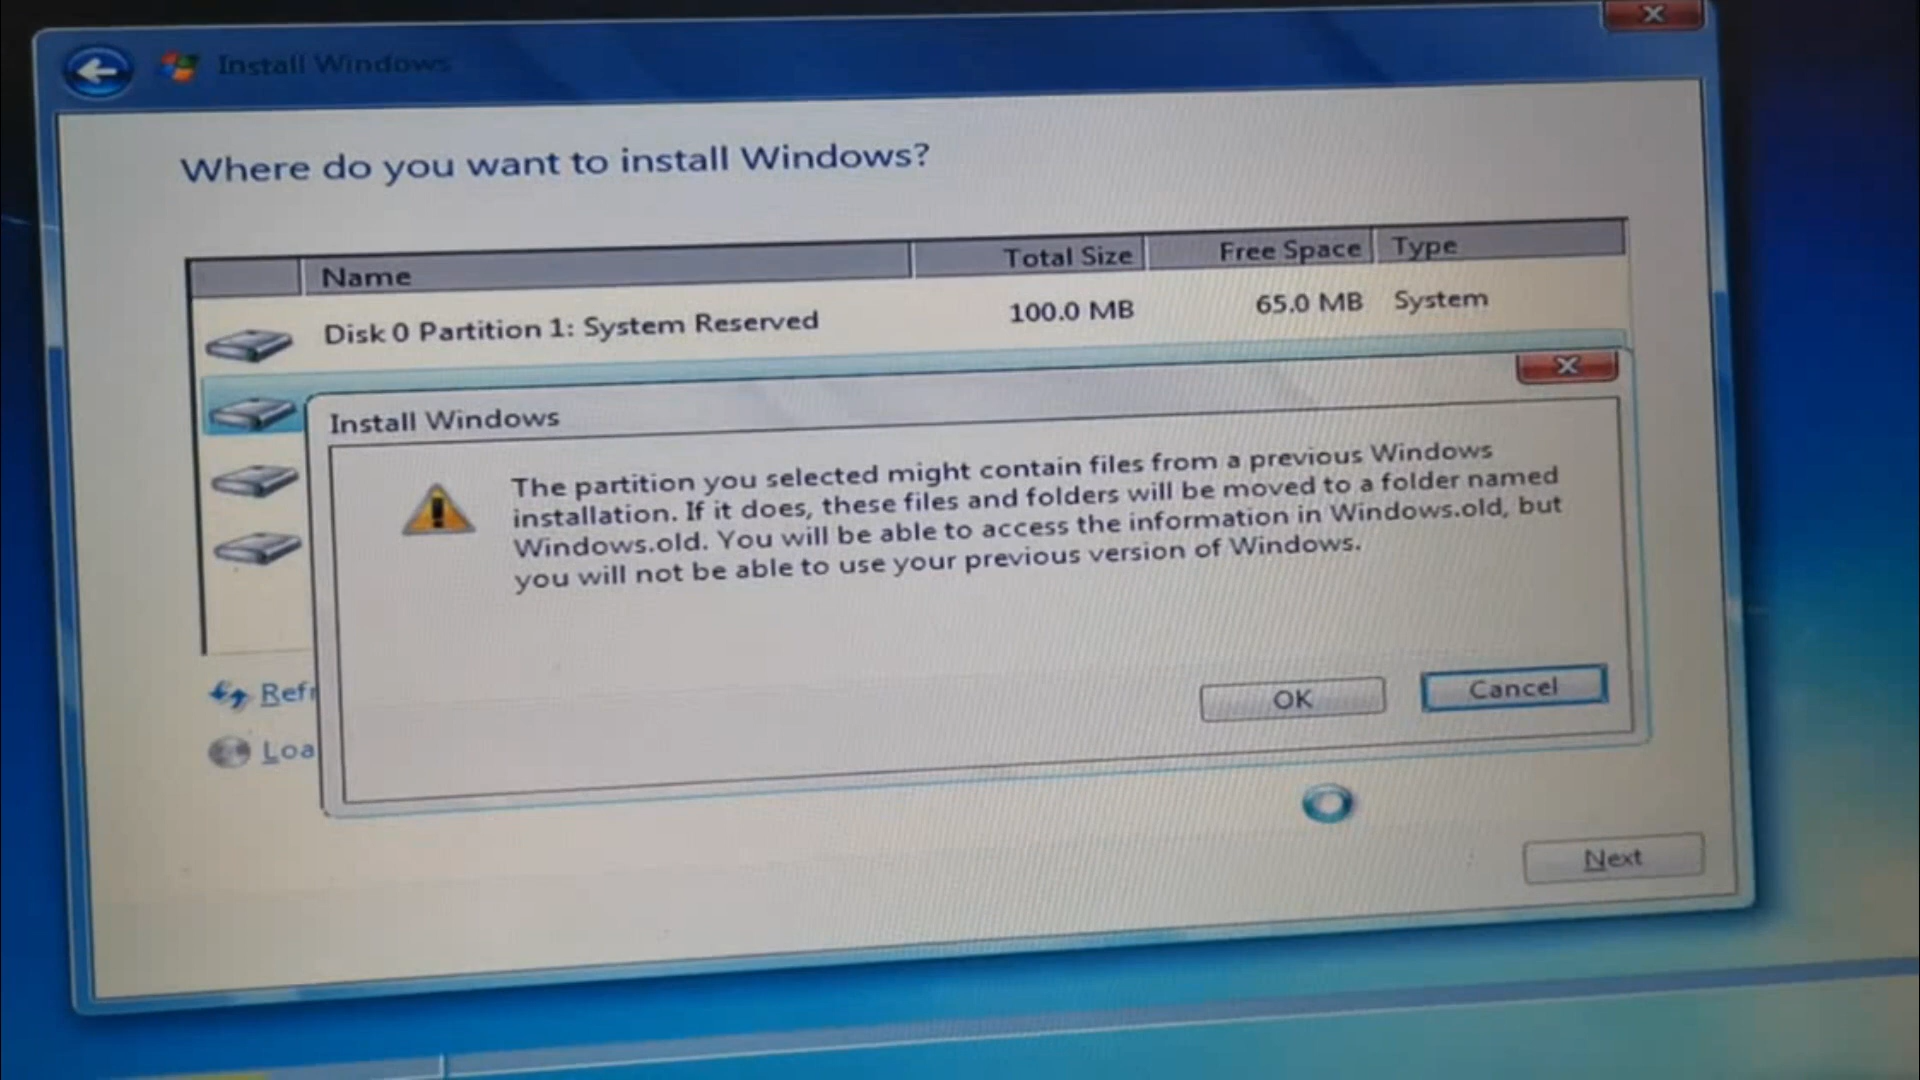 Install Windows
Where do you want to install Windows?
Name Total Size Free Space Type
Disk 0 Partition 1: System Reserved 100.0 MB 65.0 MB System
Install Windows
The partition you selected might contain files from a previous Windows
installation. If it does, these files and folders will be moved to a folder named
Windows.old. You will be able to access the information in Windows.old, but
you will not be able to use your previous version of Windows.
OK Cancel
Refr
Loa
Next